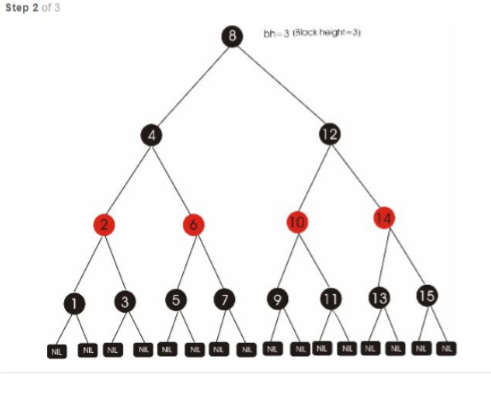 Step 2 of 3
8 bh=3 (Black height=3)
4 12
2 6 10 14
1 3 5 7 9 11 13 15
NIL NIL NIL NIL NIL NIL NIL NIL NIL NIL NIL NIL NIL NIL NIL NIL